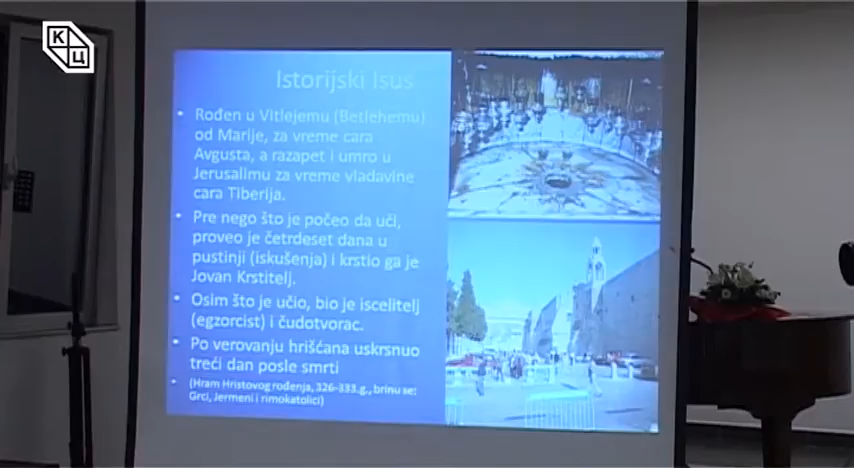 КЦ
Istorijski Isus
• Rođen u Vitlejemu (Betlehemu)
od Marije, za vreme cara
Avgusta, a razapet i umro u
Jerusalimu za vreme vladavine
cara Tiberija.
• Pre nego što je počeo da uči,
proveo je četrdeset dana u
pustinji (iskušenja) i krstio ga je
Jovan Krstitelj.
• Osim što je učio, bio je iscelitelj
(egzorcist) i čudotvorac.
• Po verovanju hrišćana uskrsnuo
treći dan posle smrti
• (Hram Hristovog rođenja, 326-333.g., brinu se:
Grci, Jermeni i rimokatolici)